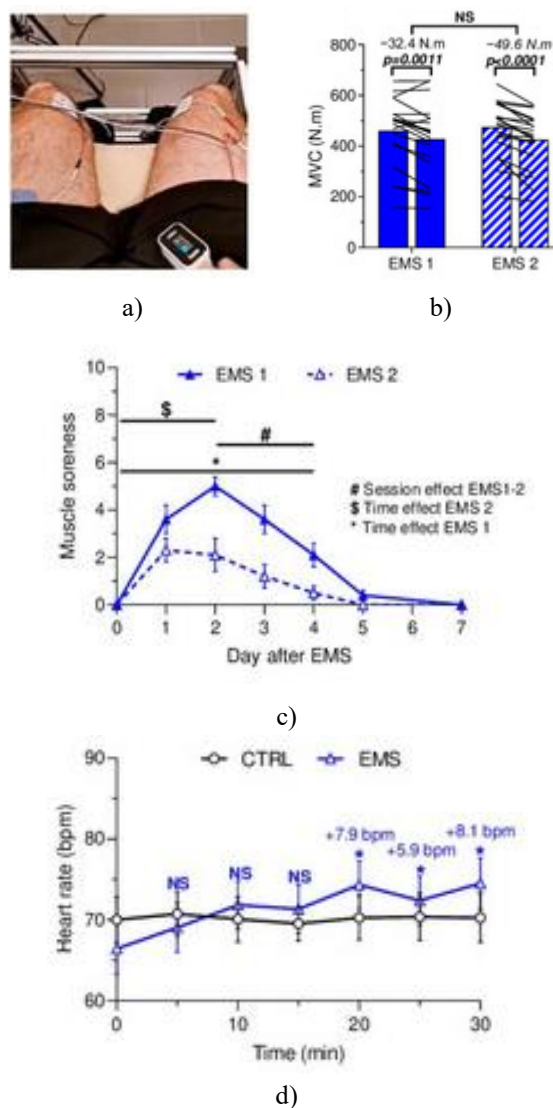 NS
−32.4 N.m −49.6 N.m
p=0.0011 p<0.0001
800
600
400
200
0
MVC (N.m)
EMS 1 EMS 2
a) b)
10
8
6
4
2
0
Muscle soreness
EMS 1 EMS 2
$
#
*
# Session effect EMS1-2
$ Time effect EMS 2
* Time effect EMS 1
0 1 2 3 4 5 6 7
Day after EMS
c)
90
80
70
60
Heart rate (bpm)
CTRL EMS
NS NS NS
+7.9 bpm +5.9 bpm +8.1 bpm
* * *
0 10 20 30
Time (min)
d)